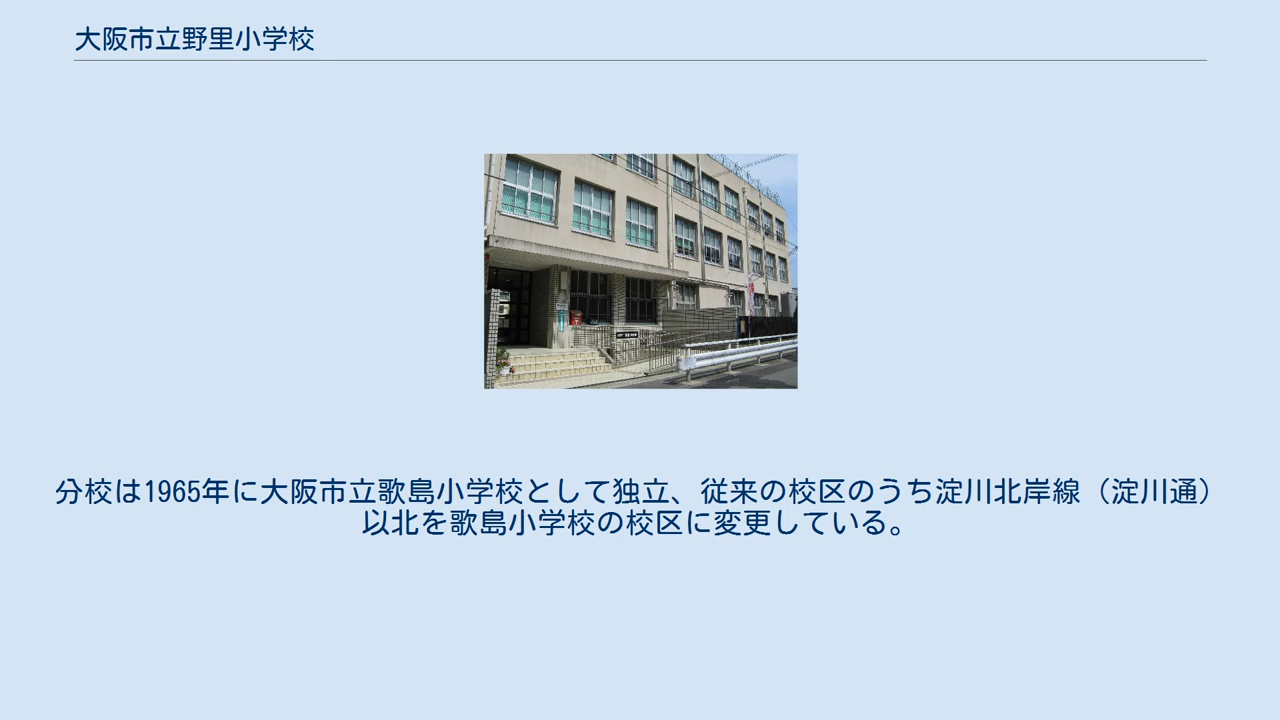 大阪市立野里小学校
分校は1965年に大阪市立歌島小学校として独立、従来の校区のうち淀川北岸線（淀川通）
以北を歌島小学校の校区に変更している。